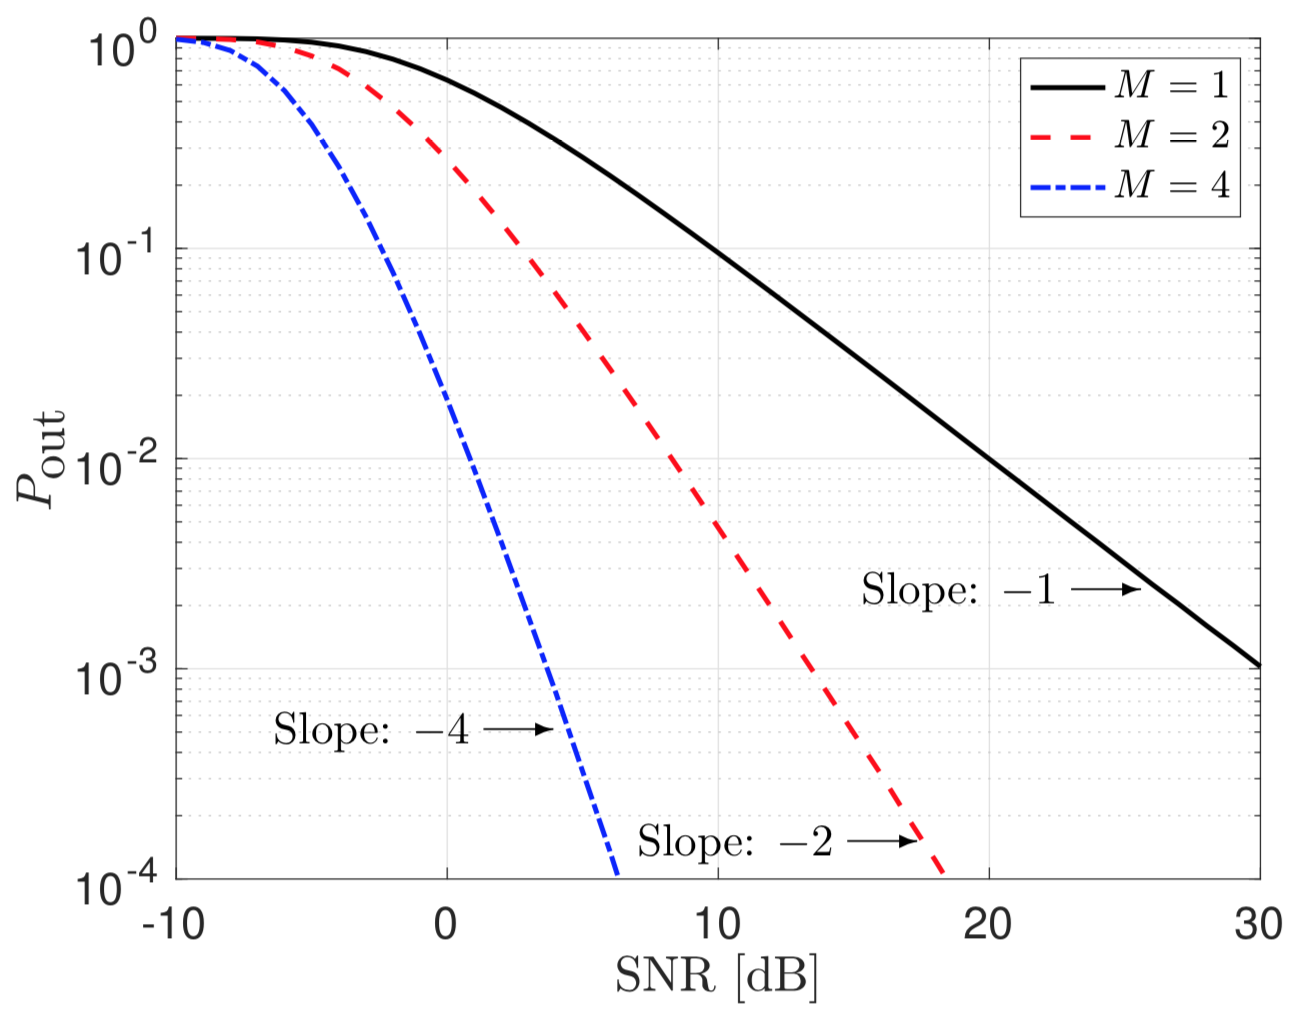 10^0
10^-1
10^-2
10^-3
10^-4
P_out
M = 1
M = 2
M = 4
Slope: −1
Slope: −4
Slope: −2
-10 0 10 20 30
SNR [dB]